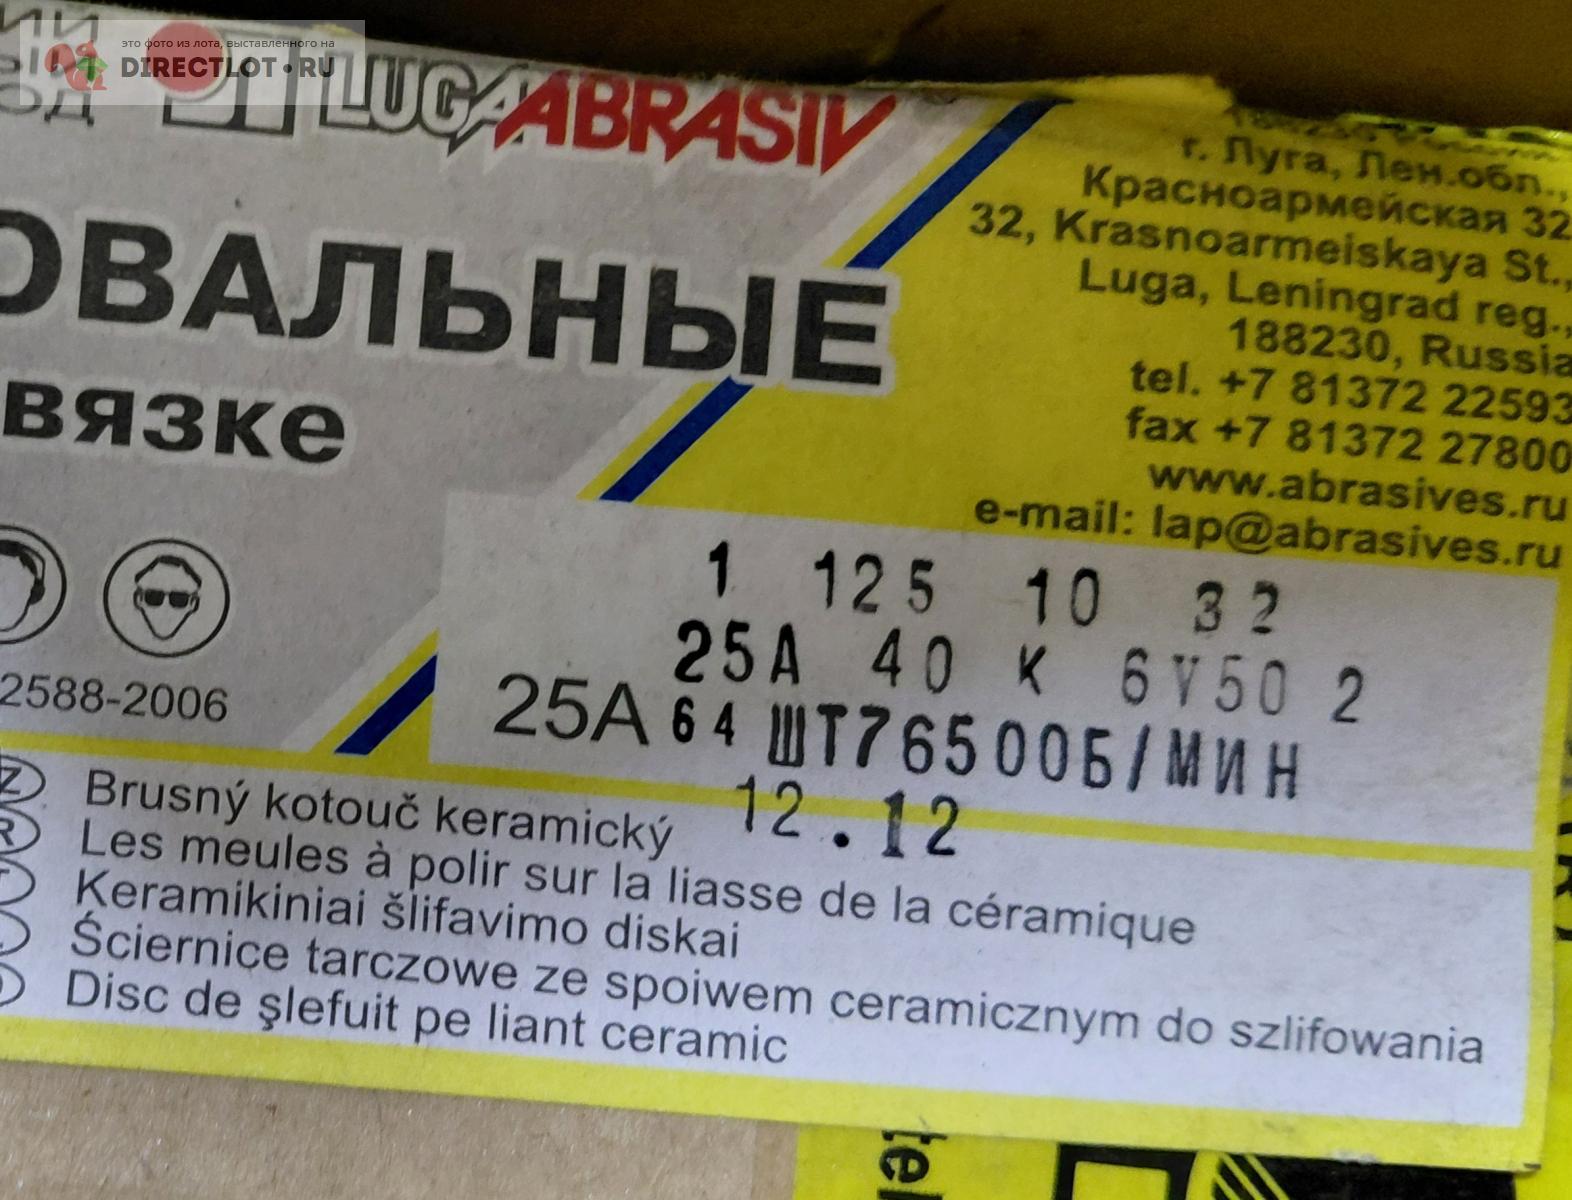 это фото из лота, выставленного на
DIRECTLOT.RU
LUGAABRASIV
г. Луга, Лен.обл.,
Красноармейская 32
32, Krasnoarmeiskaya St.,
Luga, Leningrad reg.,
188230, Russia
tel. +7 81372 22593
fax +7 81372 27800
www.abrasives.ru
e-mail: lap@abrasives.ru
ОВАЛЬНЫЕ
вязке
2588-2006
1 125 10 32
25А 40 К 6V50 2
25А 64 ШТ76500Б/МИН
12.12
Brusný kotouč keramický
Les meules à polir sur la liasse de la céramique
Keramikiniai šlifavimo diskai
Ściernice tarczowe ze spoiwem ceramicznym do szlifowania
Disc de şlefuit pe liant ceramic